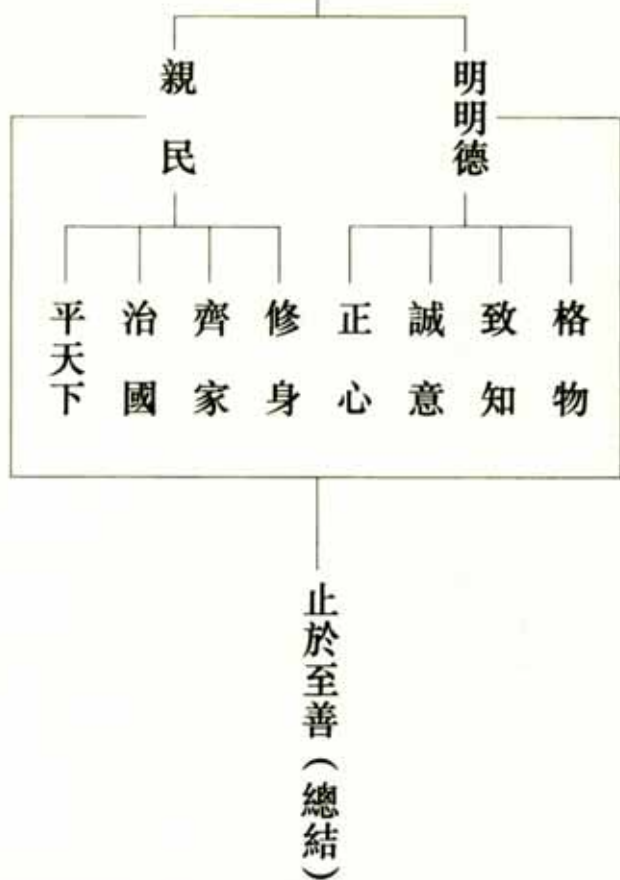 明明德
親民
格物
致知
誠意
正心
修身
齊家
治國
平天下
止於至善（總結）